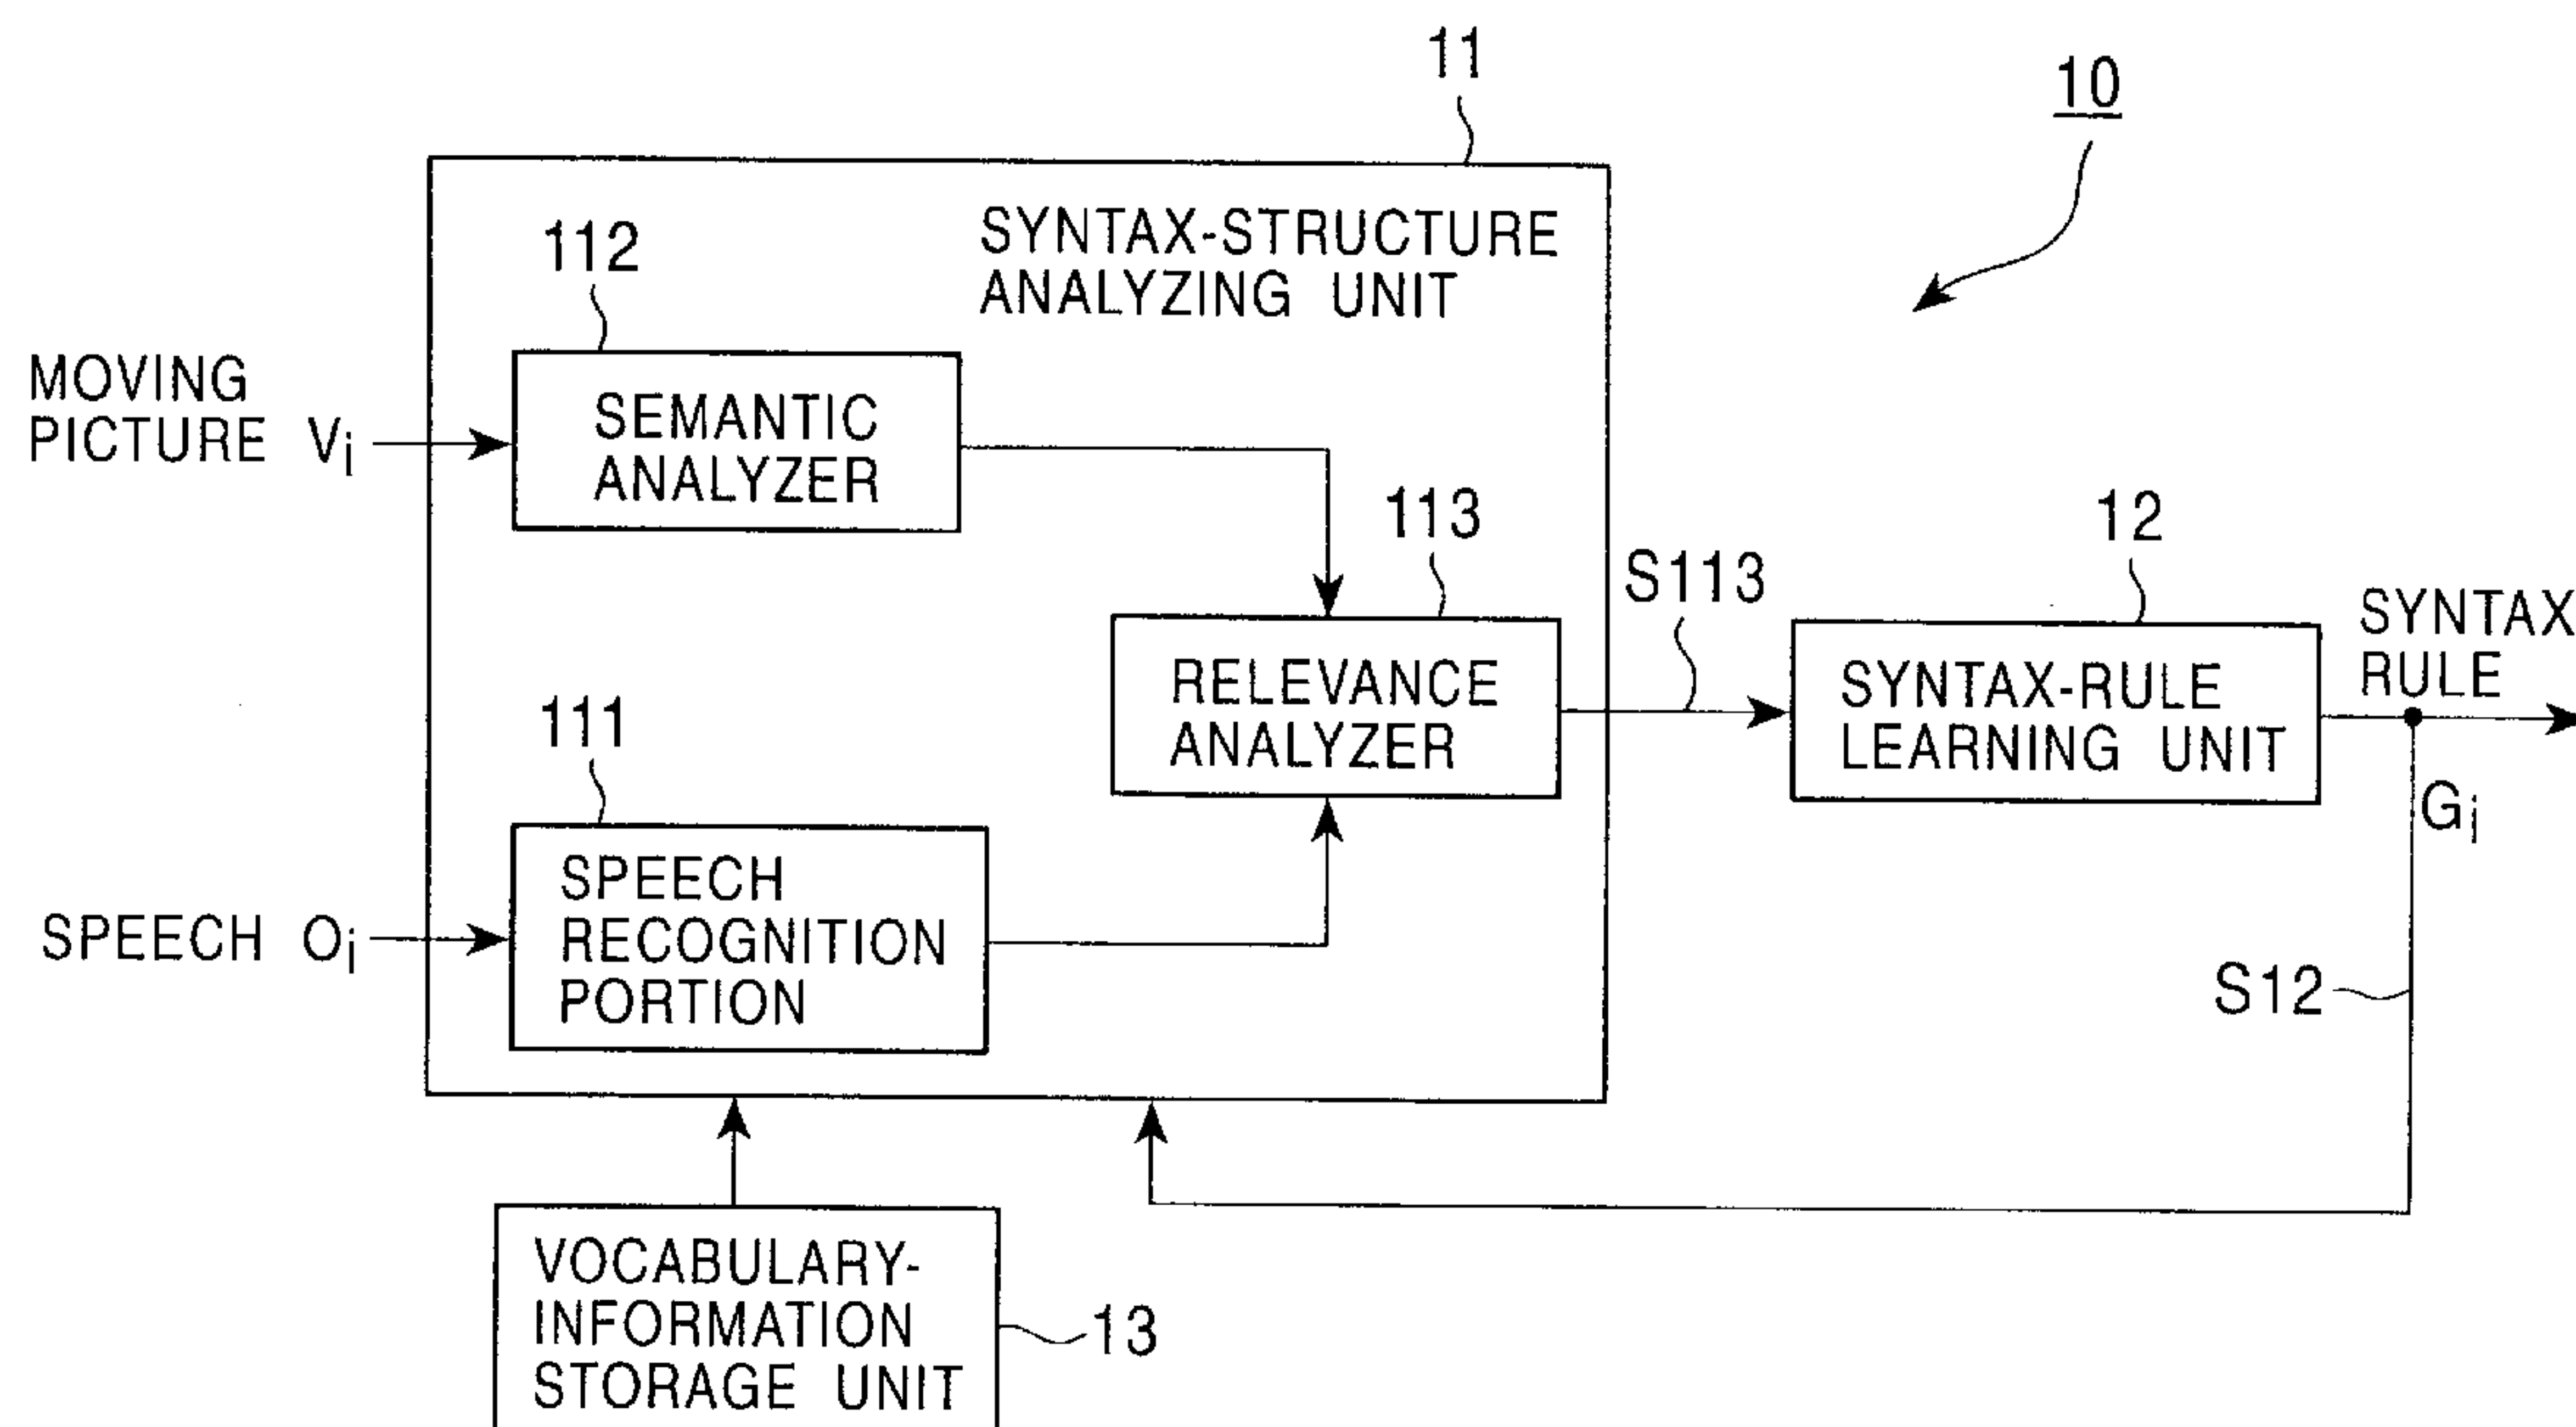 11
10
SYNTAX-STRUCTURE
ANALYZING UNIT
112
MOVING
PICTURE Vi
SEMANTIC
ANALYZER
113
S113
12
SYNTAX
RULE
RELEVANCE
ANALYZER
SYNTAX-RULE
LEARNING UNIT
Gi
111
SPEECH Oi
SPEECH
RECOGNITION
PORTION
S12
VOCABULARY-
INFORMATION
STORAGE UNIT
13